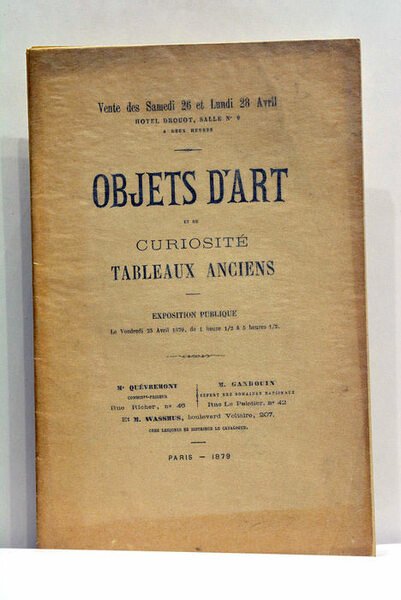 Vente des Samedi 26 et Lundi 28 Avril
HOTEL DROUOT, SALLE N° 9
A DEUX HEURES
OBJETS D'ART
ET DE
CURIOSITÉ
TABLEAUX ANCIENS
EXPOSITION PUBLIQUE
Le Vendredi 25 Avril 1879, de 1 heure 1/2 à 5 heures 1/2.
Me QUÉVREMONT
COMMISSAIRE-PRISEUR
Rue Richer, n° 46
M. GANDOUIN
EXPERT DES DOMAINES NATIONAUX
Rue Le Peletier, n° 42
Et M. WASSHUS, boulevard Voltaire, 207.
CHEZ LESQUELS SE DISTRIBUE LE CATALOGUE.
PARIS — 1879